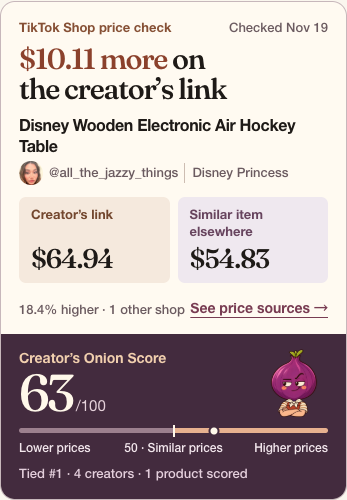 TikTok Shop price check
Checked Nov 19
$10.11 more on
the creator’s link
Disney Wooden Electronic Air Hockey
Table
@all_the_jazzy_things
Disney Princess
Creator’s link
$64.94
Similar item
elsewhere
$54.83
18.4% higher · 1 other shop
See price sources →
Creator’s Onion Score
63/100
Lower prices
50 · Similar prices
Higher prices
Tied #1 · 4 creators · 1 product scored